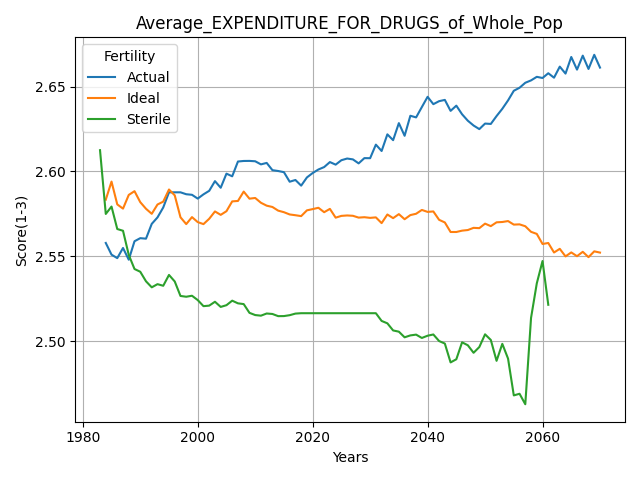 Average_EXPENDITURE_FOR_DRUGS_of_Whole_Pop
Fertility
Actual
Ideal
Sterile
Score(1-3)
2.65
2.60
2.55
2.50
1980 2000 2020 2040 2060
Years